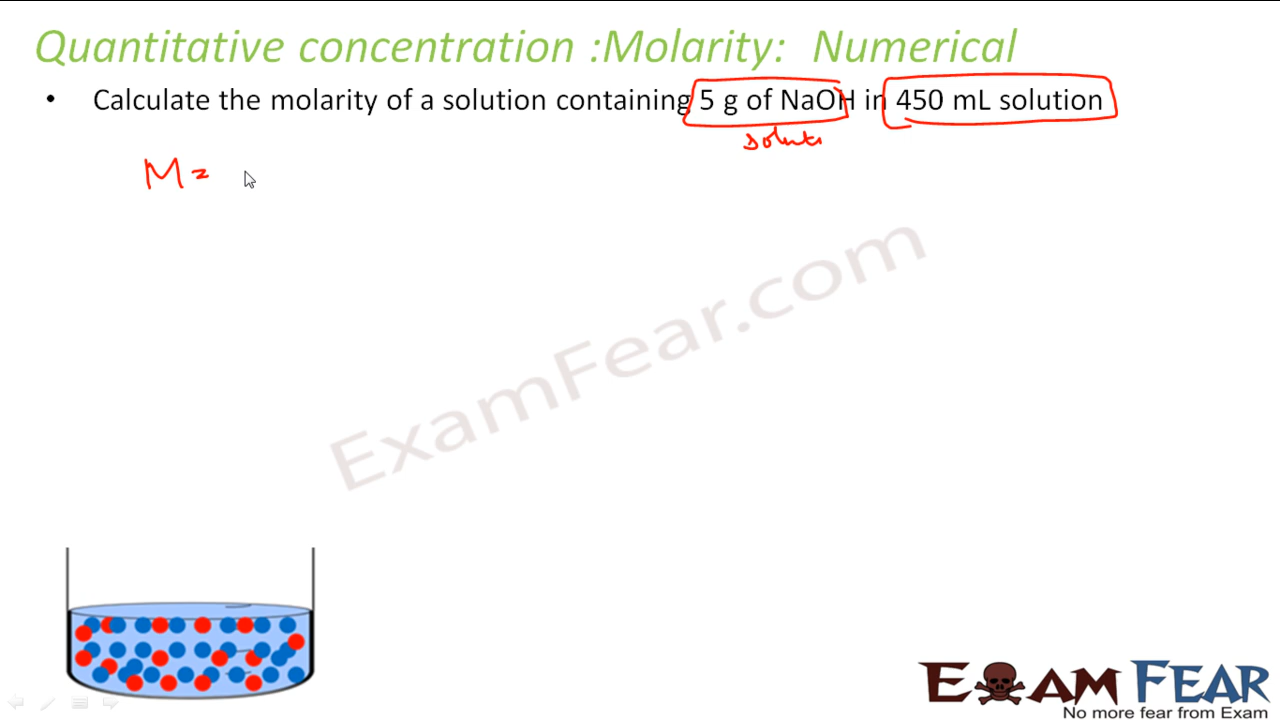 Quantitative concentration :Molarity: Numerical
• Calculate the molarity of a solution containing 5 g of NaOH in 450 mL solution
solute
M =
ExamFear.com
EXAM FEAR
No more fear from Exam